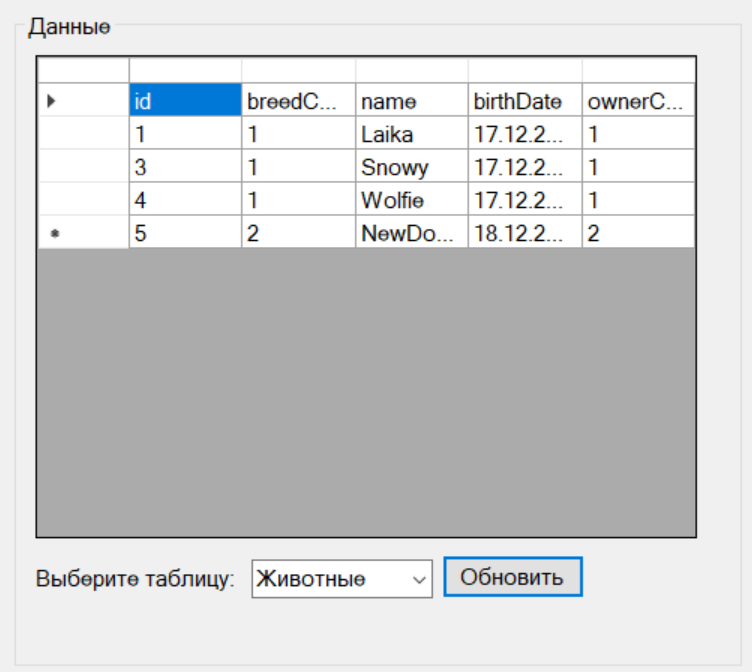 Данные
id breedC... name birthDate ownerC...
1 1 Laika 17.12.2... 1
3 1 Snowy 17.12.2... 1
4 1 Wolfie 17.12.2... 1
5 2 NewDo... 18.12.2... 2
Выберите таблицу: Животные Обновить